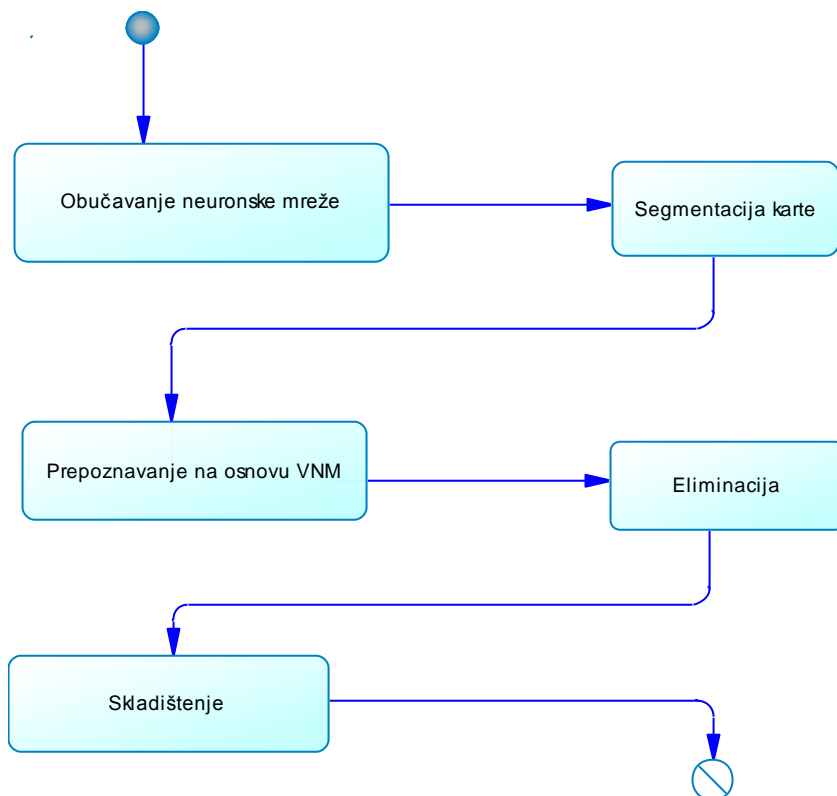 Obučavanje neuronske mreže
Segmentacija karte
Prepoznavanje na osnovu VNM
Eliminacija
Skladištenje